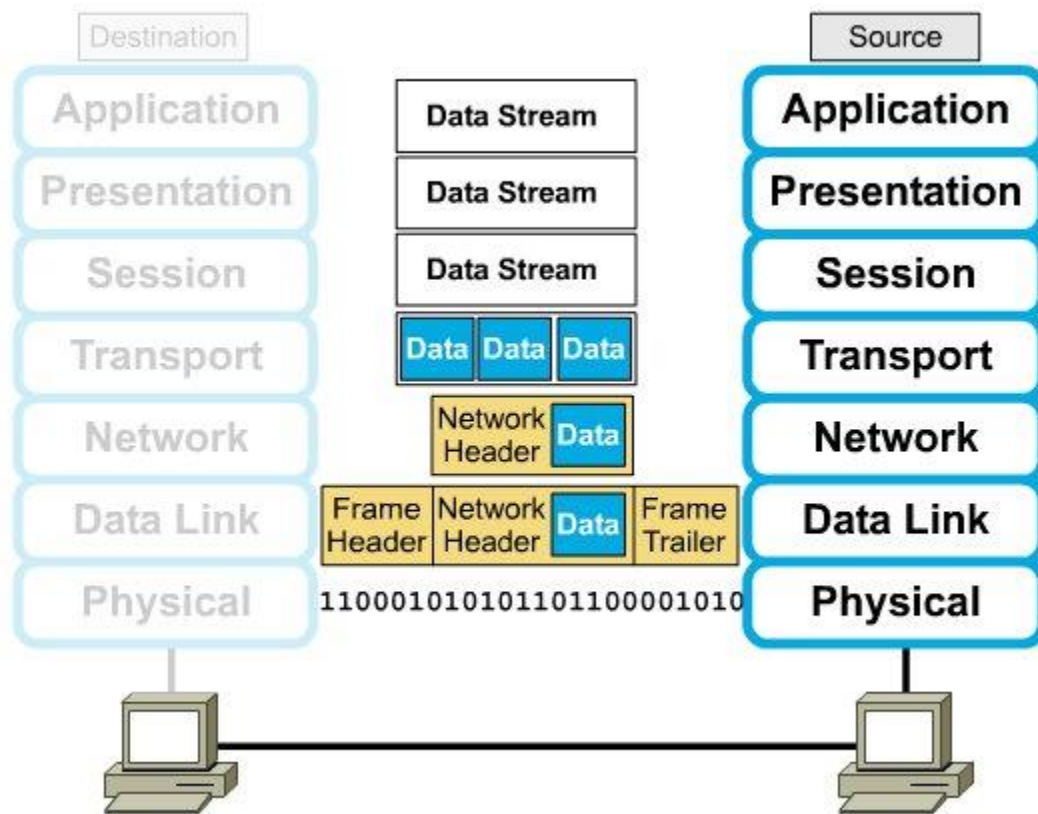 Destination
Source
Application
Data Stream
Application
Presentation
Data Stream
Presentation
Session
Data Stream
Session
Transport
Data Data Data
Transport
Network
Network
Header
Data
Network
Data Link
Frame
Header
Network
Header
Data
Frame
Trailer
Data Link
Physical
110001010101101100001010
Physical